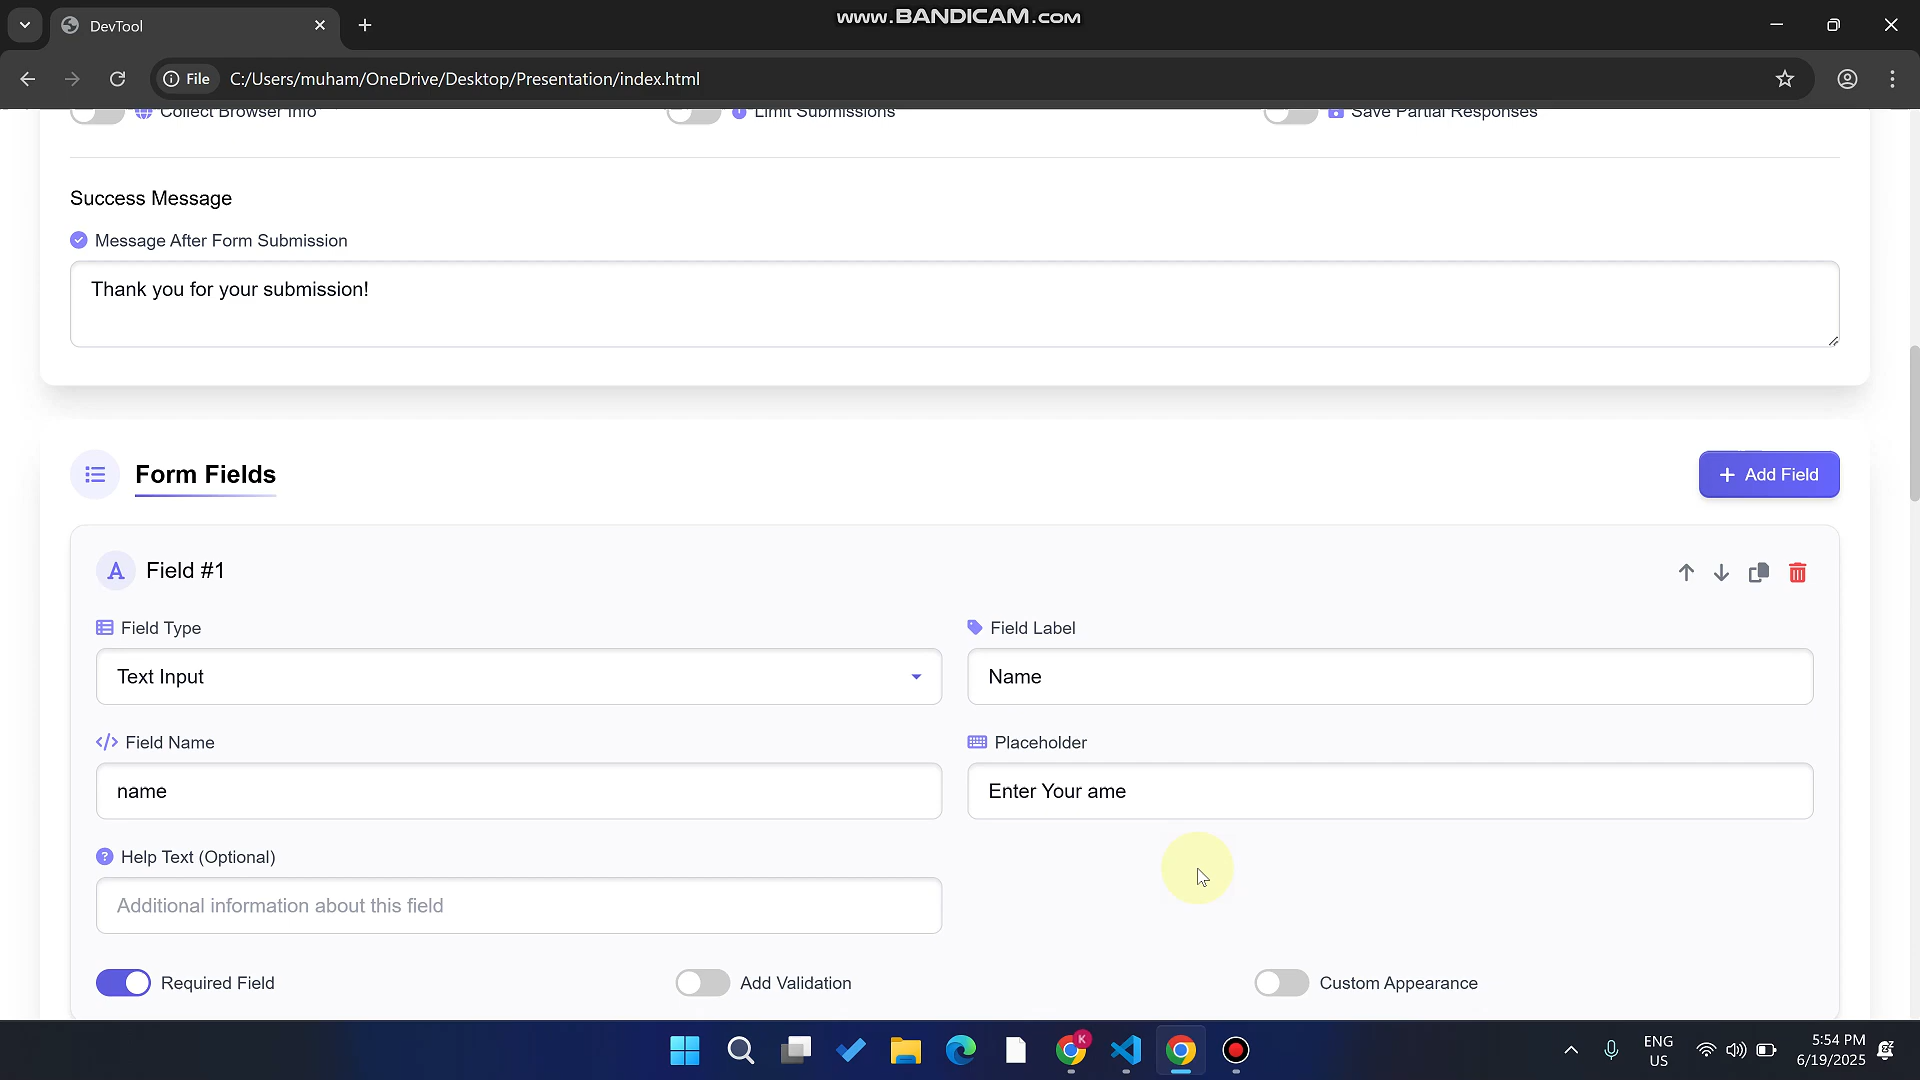 DevTool
www.BANDICAM.com
File
C:/Users/muham/OneDrive/Desktop/Presentation/index.html
Collect Browser Info
Limit Submissions
Save Partial Responses
Success Message
Message After Form Submission
Thank you for your submission!
Form Fields
Add Field
A
Field #1
Field Type
Field Label
Text Input
Name
Field Name
Placeholder
name
Enter Your ame
? Help Text (Optional)
Additional information about this field
Required Field
Add Validation
Custom Appearance
K
ENG
US
5:54 PM
6/19/2025